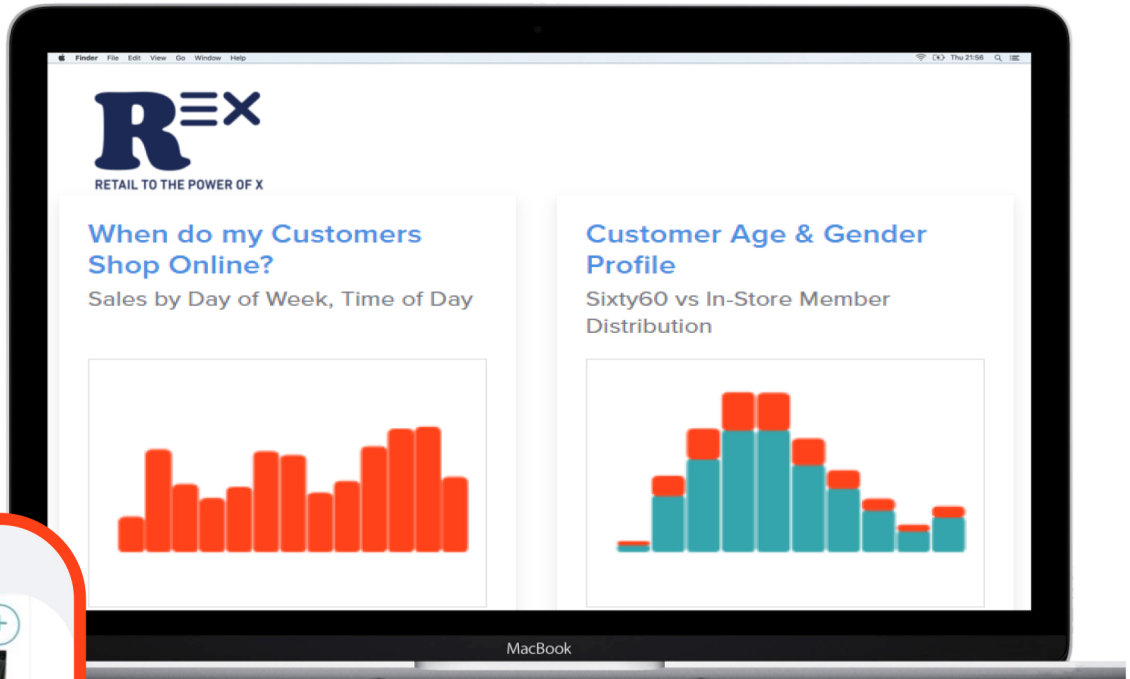 Finder File Edit View Go Window Help
Thu 21:56
REX
RETAIL TO THE POWER OF X
When do my Customers
Shop Online?
Sales by Day of Week, Time of Day
Customer Age & Gender
Profile
Sixty60 vs In-Store Member
Distribution
MacBook